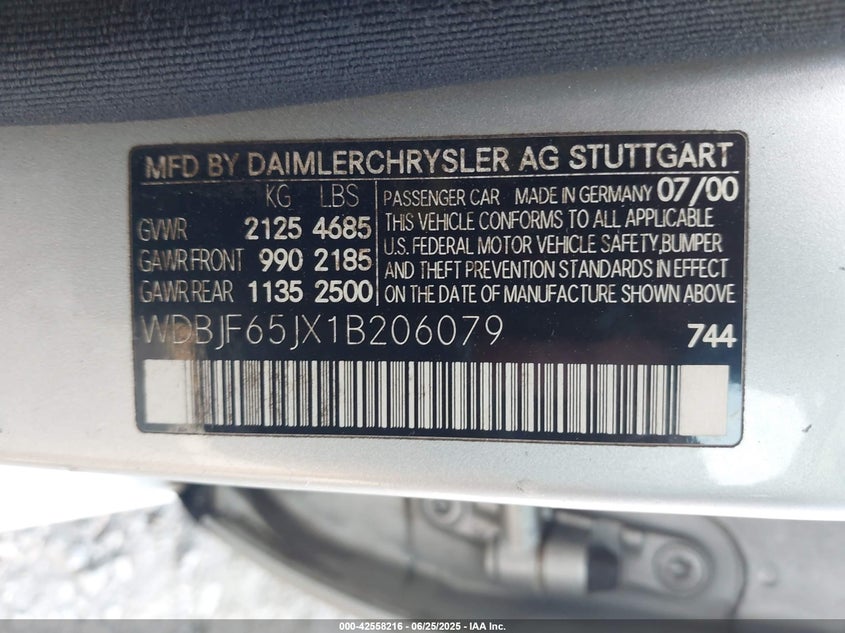 MFD BY DAIMLERCHRYSLER AG STUTTGART
KG LBS
GVWR 2125 4685
GAWR FRONT 990 2185
GAWR REAR 1135 2500
PASSENGER CAR MADE IN GERMANY 07/00
THIS VEHICLE CONFORMS TO ALL APPLICABLE
U.S. FEDERAL MOTOR VEHICLE SAFETY,BUMPER
AND THEFT PREVENTION STANDARDS IN EFFECT
ON THE DATE OF MANUFACTURE SHOWN ABOVE
WDBJF65JX1B206079 744
000-42558216 - 06/25/2025 - IAA Inc.